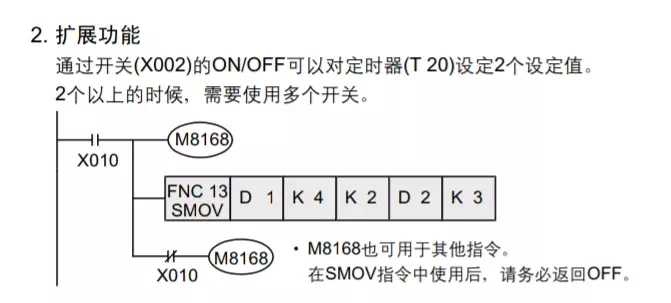 2. 扩展功能
通过开关(X002)的ON/OFF可以对定时器(T 20)设定2个设定值。
2个以上的时候，需要使用多个开关。
X010
M8168
FNC 13 SMOV D 1 K 4 K 2 D 2 K 3
X010
M8168
・M8168也可用于其他指令。
在SMOV指令中使用后，请务必返回OFF。